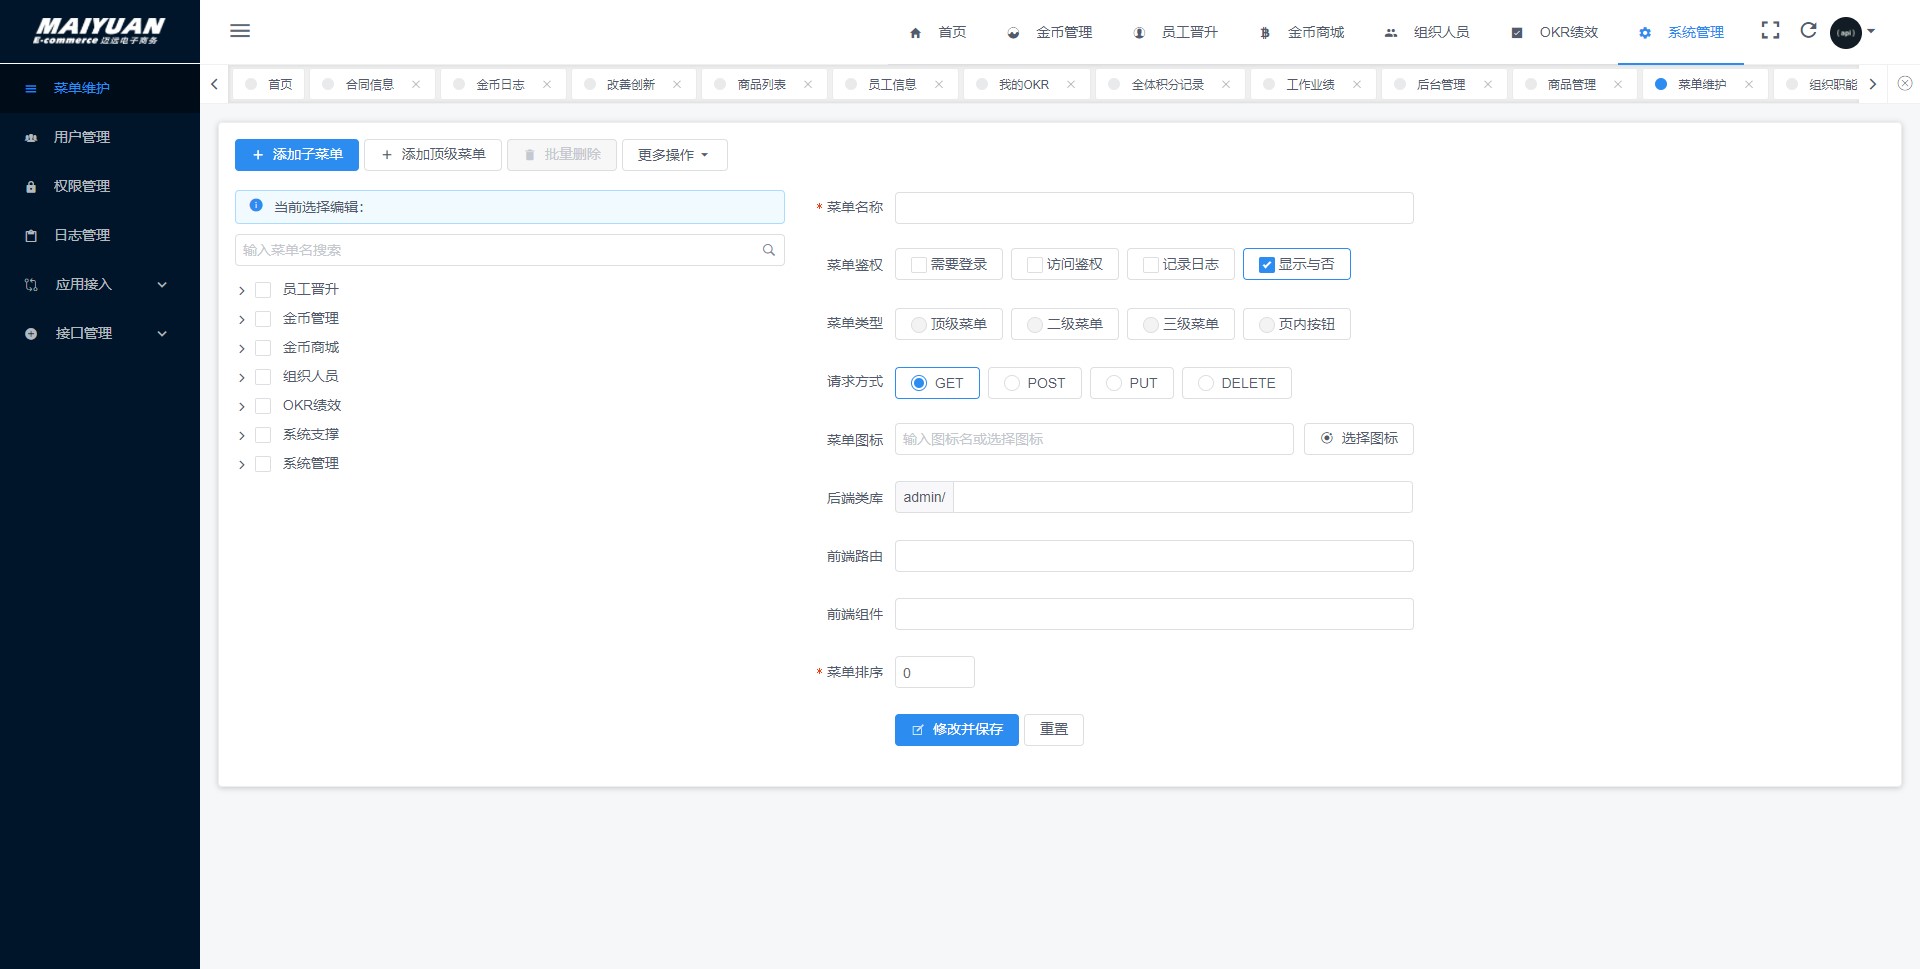 MAIYUAN
E-commerce 迈远电子商务
首页
金币管理
员工晋升
金币商城
组织人员
OKR绩效
系统管理
(api)
首页
合同信息
金币日志
改善创新
商品列表
员工信息
我的OKR
全体积分记录
工作业绩
后台管理
商品管理
菜单维护
组织职能
菜单维护
用户管理
权限管理
日志管理
应用接入
接口管理
添加子菜单
添加顶级菜单
批量删除
更多操作
当前选择编辑：
输入菜单名搜索
员工晋升
金币管理
金币商城
组织人员
OKR绩效
系统支撑
系统管理
* 菜单名称
菜单鉴权 需要登录 访问鉴权 记录日志 显示与否
菜单类型 顶级菜单 二级菜单 三级菜单 页内按钮
请求方式 GET POST PUT DELETE
菜单图标 输入图标名或选择图标 选择图标
后端类库 admin/
前端路由
前端组件
* 菜单排序 0
修改并保存 重置